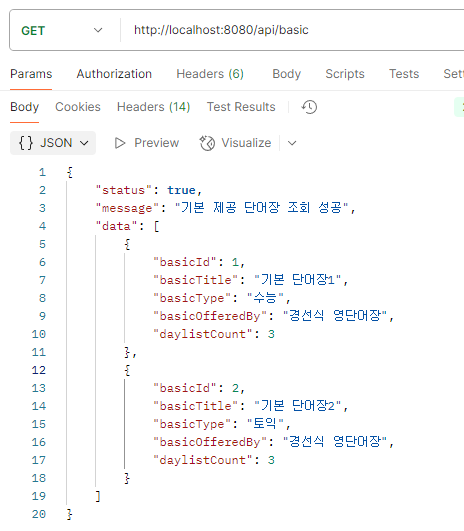 GET http://localhost:8080/api/basic
Params Authorization Headers (6) Body Scripts Tests
Body Cookies Headers (14) Test Results
{} JSON Preview Visualize
1 {
2 "status": true,
3 "message": "기본 제공 단어장 조회 성공",
4 "data": [
5 {
6 "basicId": 1,
7 "basicTitle": "기본 단어장1",
8 "basicType": "수능",
9 "basicOfferedBy": "경선식 영단어장",
10 "daylistCount": 3
11 },
12 {
13 "basicId": 2,
14 "basicTitle": "기본 단어장2",
15 "basicType": "토익",
16 "basicOfferedBy": "경선식 영단어장",
17 "daylistCount": 3
18 }
19 ]
20 }